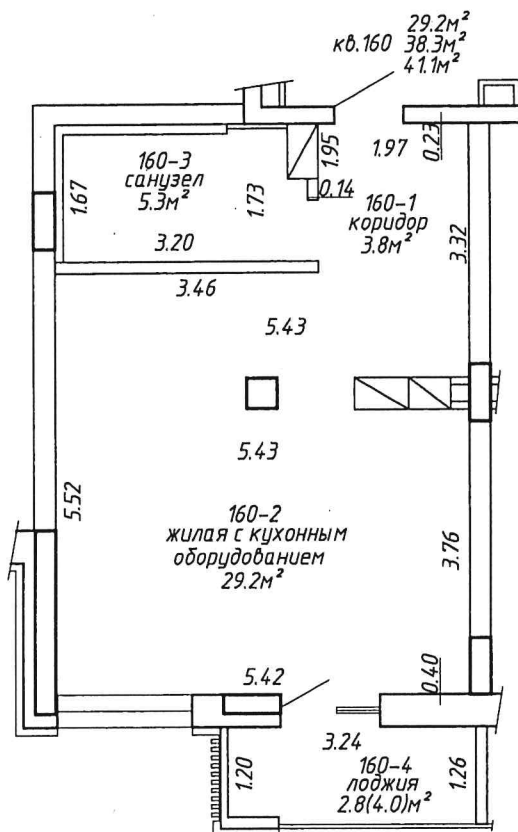 29.2м²
кв.160 38.3м²
41.1м²
0.23
1.95
1.97
160-3
санузел
5.3м²
1.67
1.73
0.14
160-1
коридор
3.8м²
3.32
3.20
3.46
5.43
5.43
5.52
160-2
жилая с кухонным
оборудованием
29.2м²
3.76
5.42
0.40
3.24
1.20
160-4
лоджия
2.8(4.0)м²
1.26